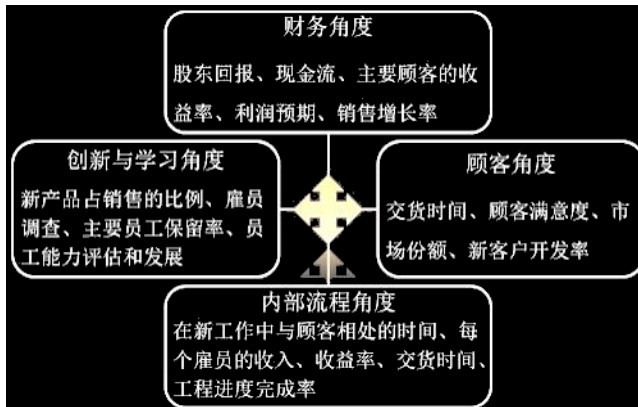 财务角度
股东回报、现金流、主要顾客的收
益率、利润预期、销售增长率
创新与学习角度
新产品占销售的比例、雇员
调查、主要员工保留率、员
工能力评估和发展
顾客角度
交货时间、顾客满意度、市
场份额、新客户开发率
内部流程角度
在新工作中与顾客相处的时间、每
个雇员的收入、收益率、交货时间、
工程进度完成率